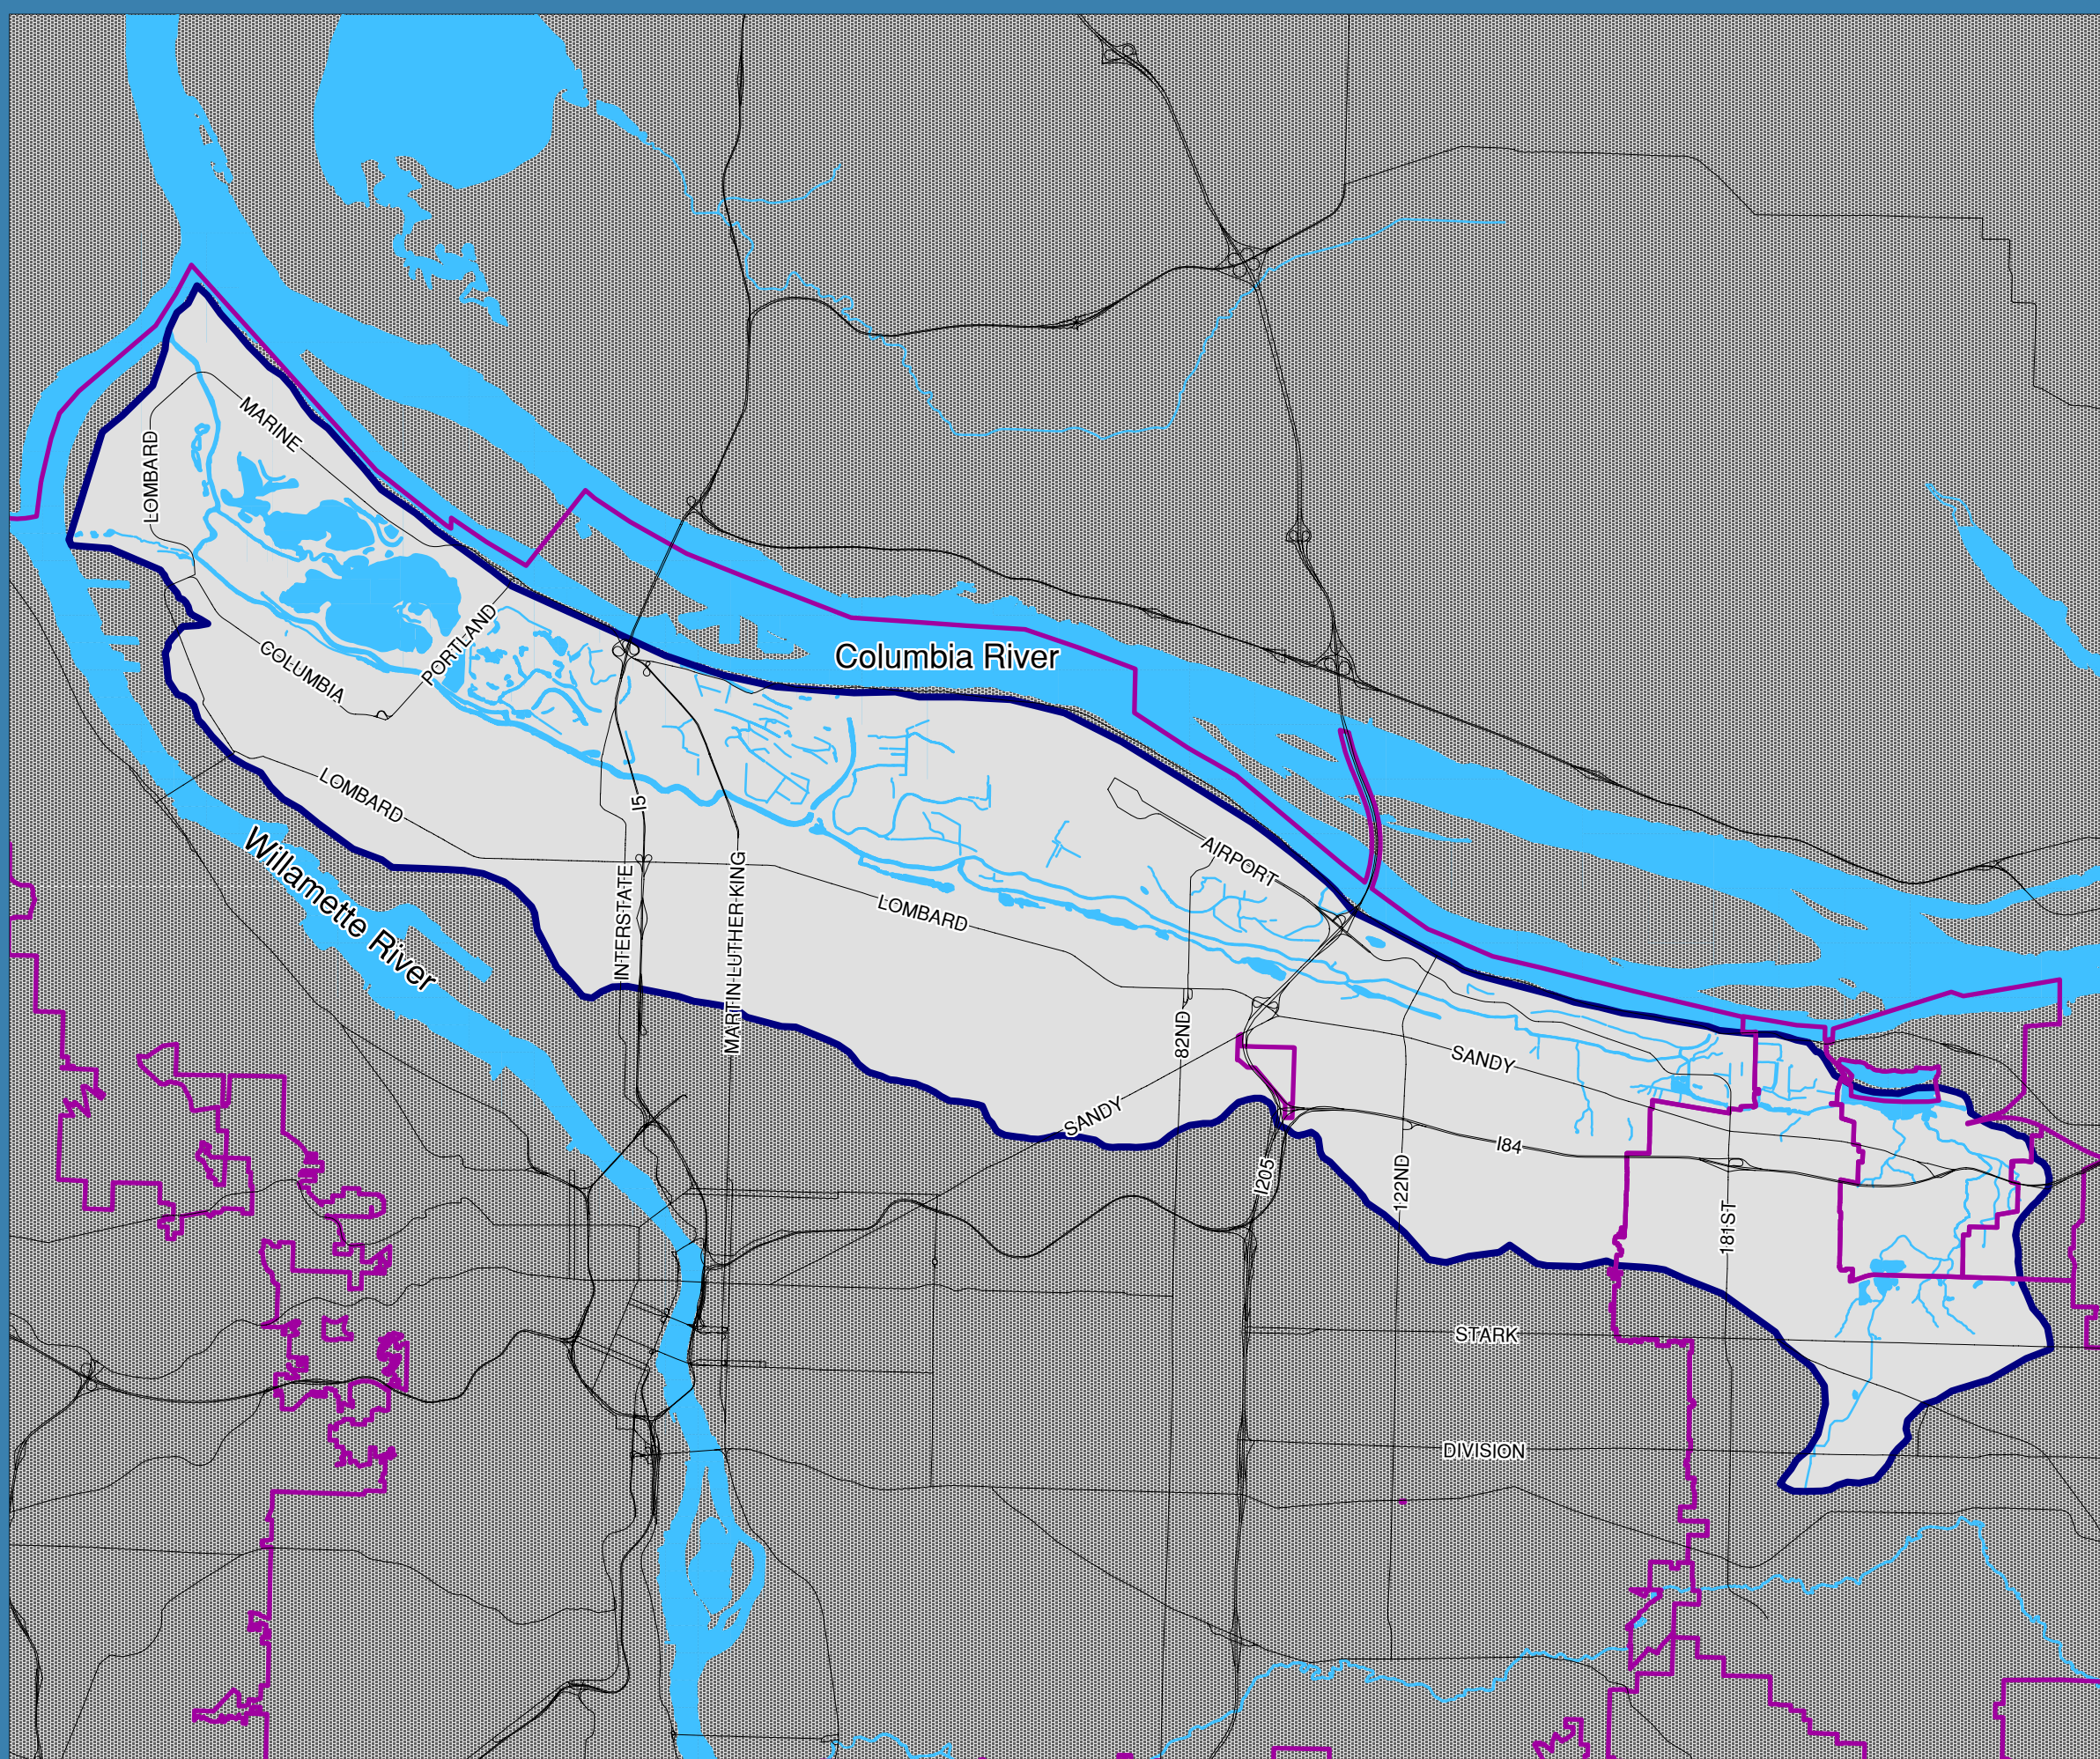 MARINE
LOMBARD
PORTLAND
COLUMBIA
Columbia River
LOMBARD
I5
Willamette River
AIRPORT
INTERSTATE
MARTIN LUTHER KING
LOMBARD
82ND
SANDY
SANDY
I84
I205
122ND
181ST
STARK
DIVISION